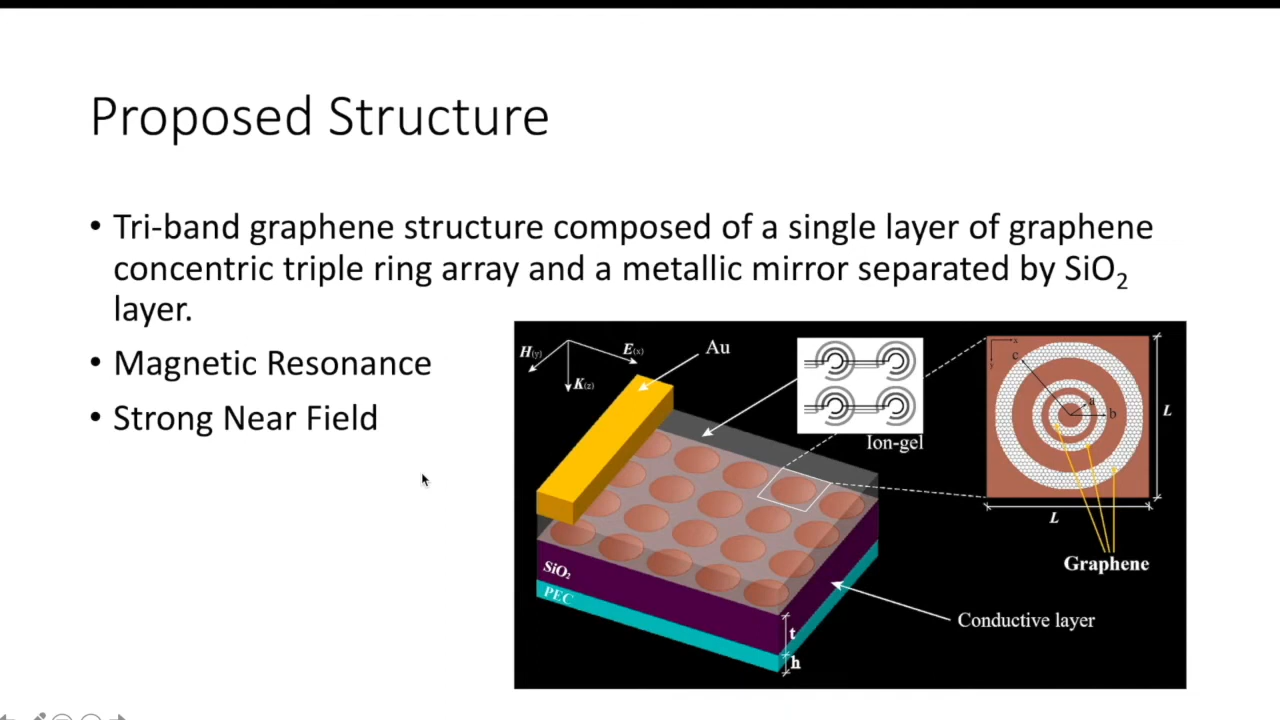 Proposed Structure
• Tri-band graphene structure composed of a single layer of graphene
concentric triple ring array and a metallic mirror separated by SiO₂
layer.
• Magnetic Resonance
• Strong Near Field
H(y)
E(x)
K(z)
Au
Ion-gel
x
y
c
b
L
L
Graphene
SiO₂
PEC
t
h
Conductive layer